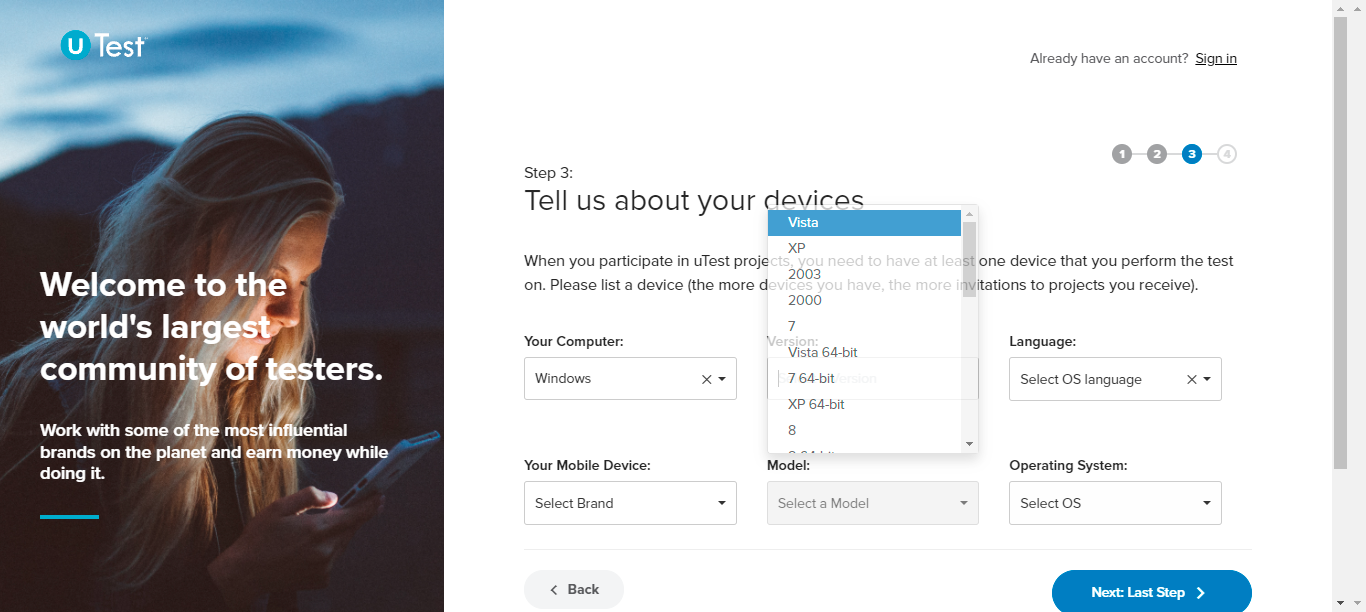 U Test
Already have an account? Sign in
1 2 3 4
Step 3:
Tell us about your devices
When you participate in uTest projects, you need to have at least one device that you perform the test
on. Please list a device (the more devices you have, the more invitations to projects you receive).
Welcome to the
world's largest
community of testers.
Work with some of the most influential
brands on the planet and earn money while
doing it.
Your Computer:
Windows
Version:
Vista
XP
2003
2000
7
Vista 64-bit
7 64-bit
XP 64-bit
8
Language:
Select OS language
Your Mobile Device:
Select Brand
Model:
Select a Model
Operating System:
Select OS
Back
Next: Last Step